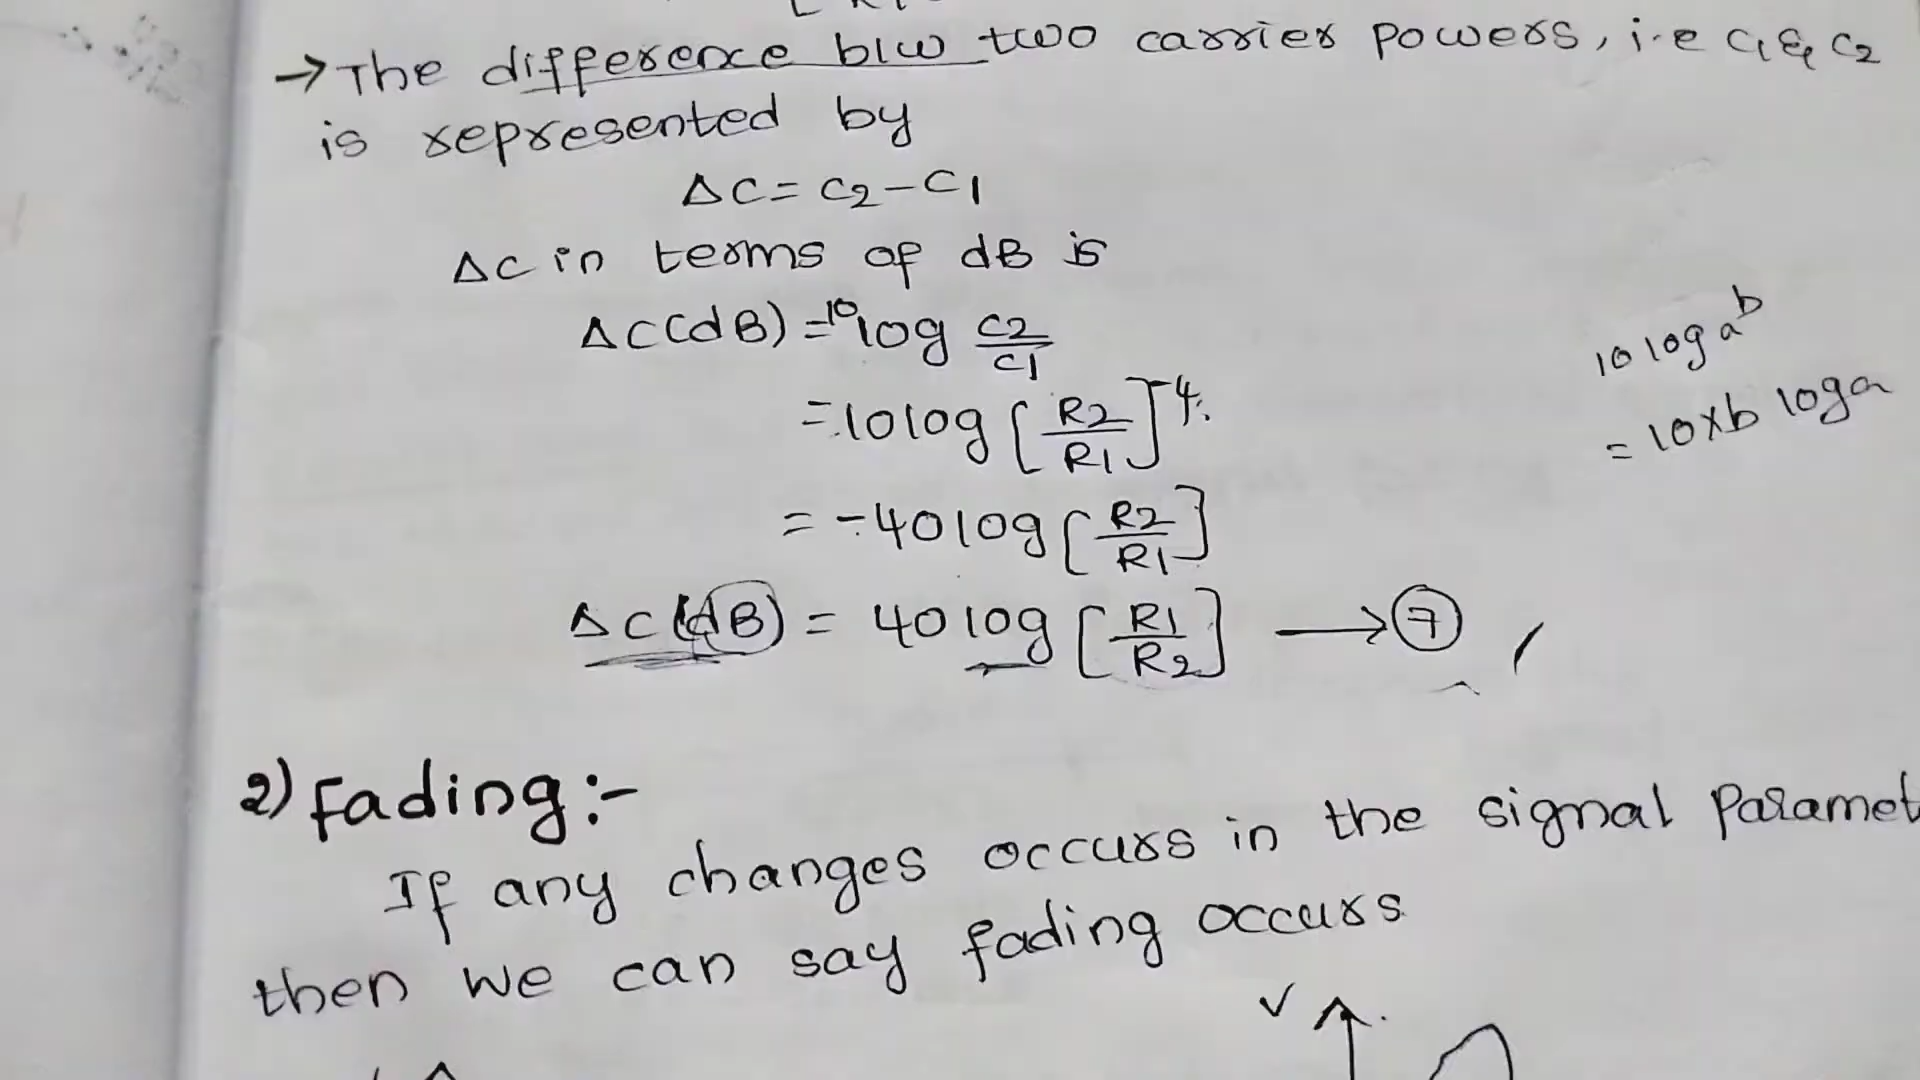 → The difference b/w two carrier powers, i.e C1 & C2
is represented by
ΔC = C2 – C1
ΔC in terms of dB is
ΔC(dB) = 10 log C2/C1
= 10 log [R2/R1]^-4
= -40 log [R2/R1]
ΔC(dB) = 40 log [R1/R2] → 7
10 log a^b
= 10xb log a
2) Fading :-
If any changes occurs in the signal Paramet
then we can say fading occurs
V